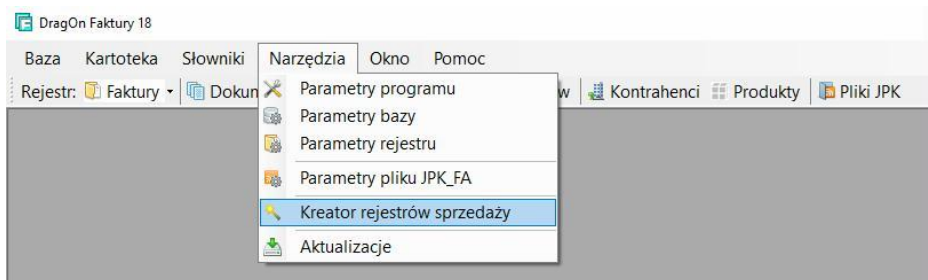 DragOn Faktury 18
Baza Kartoteka Słowniki Narzędzia Okno Pomoc
Rejestr: Faktury Kontrahenci Produkty Pliki JPK
Parametry programu
Parametry bazy
Parametry rejestru
Parametry pliku JPK_FA
Kreator rejestrów sprzedaży
Aktualizacje